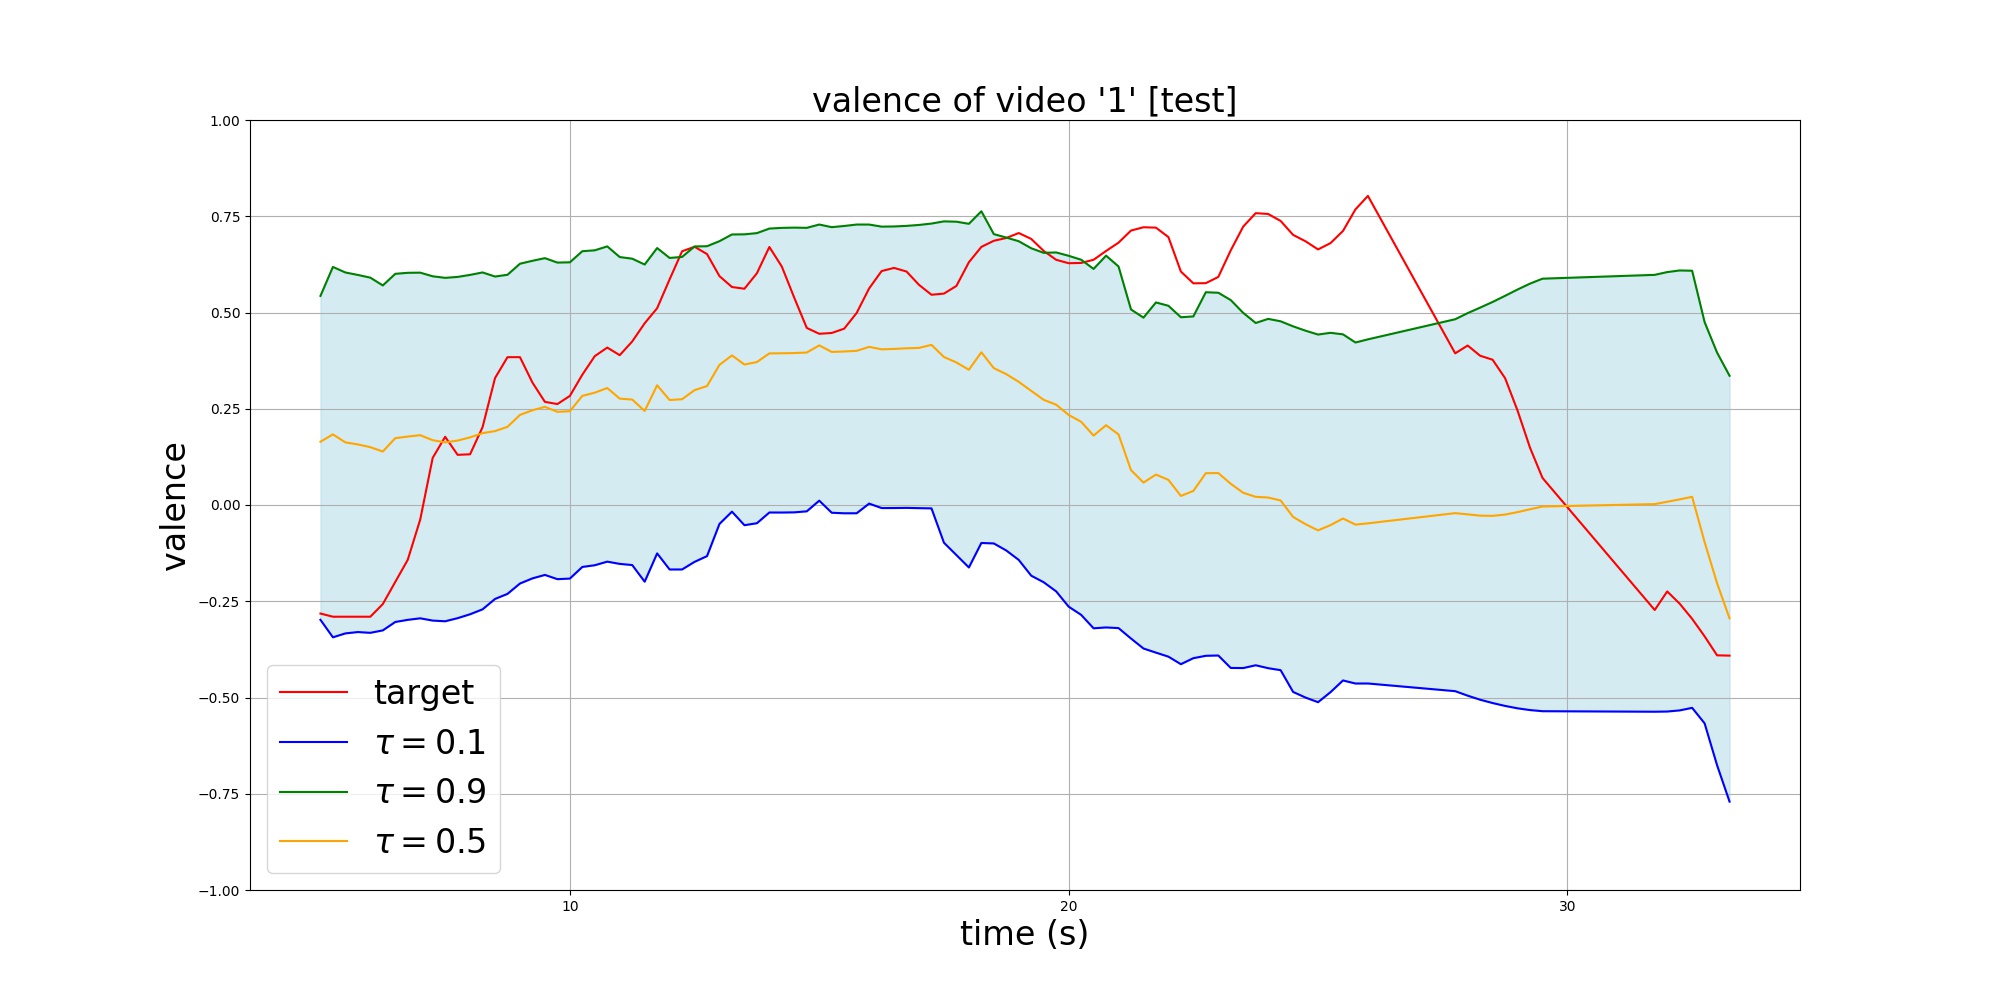 valence of video '1' [test]
1.00
0.75
0.50
0.25
0.00
−0.25
−0.50
−0.75
−1.00
valence
target
τ = 0.1
τ = 0.9
τ = 0.5
10 20 30
time (s)